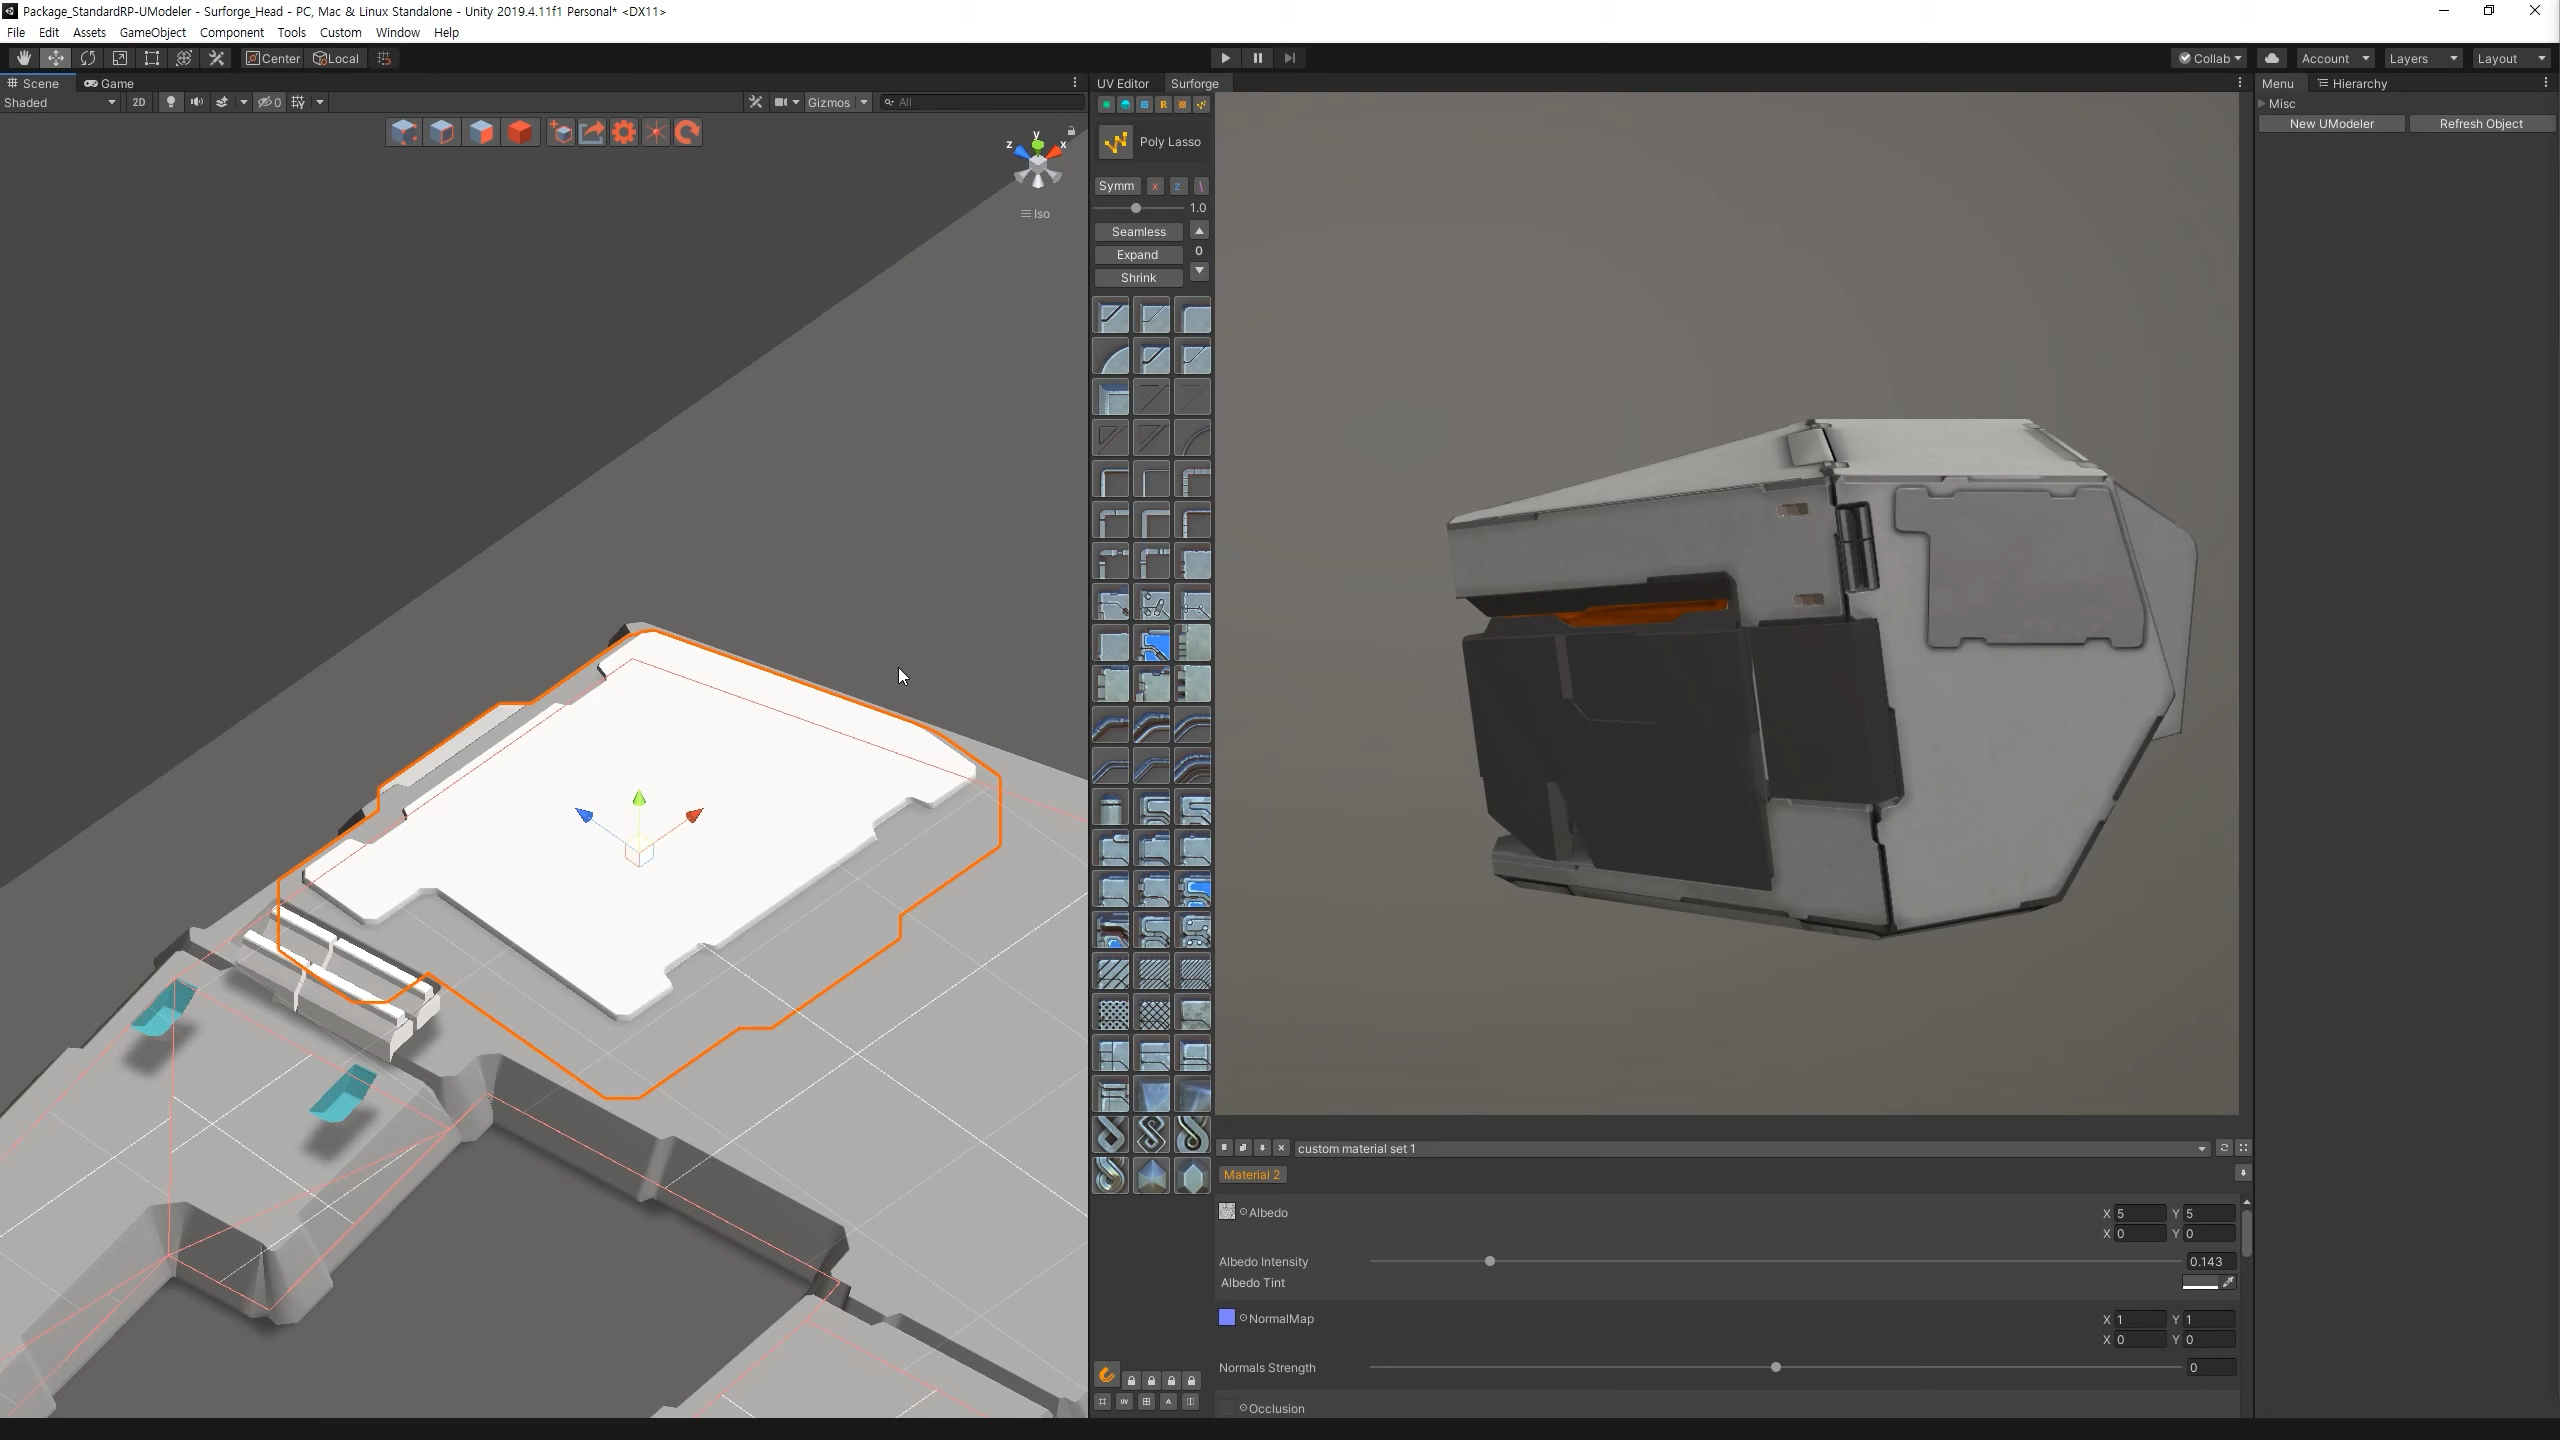 Package_StandardRP-UModeler - Surforge_Head - PC, Mac & Linux Standalone - Unity 2019.4.11f1 Personal* <DX11>
File Edit Assets GameObject Component Tools Custom Window Help
Center Local Collab Account Layers Layout
Scene Game UV Editor Surforge Menu Hierarchy
Shaded 2D 0 Gizmos All R Misc
New UModeler Refresh Object
y
z x
Iso
Poly Lasso
Symm x z \
1.0
Seamless
0
Expand
Shrink
custom material set 1
Material 2
Albedo X 5 Y 5
X 0 Y 0
Albedo Intensity 0.143
Albedo Tint
NormalMap X 1 Y 1
X 0 Y 0
Normals Strength 0
UV A
Occlusion